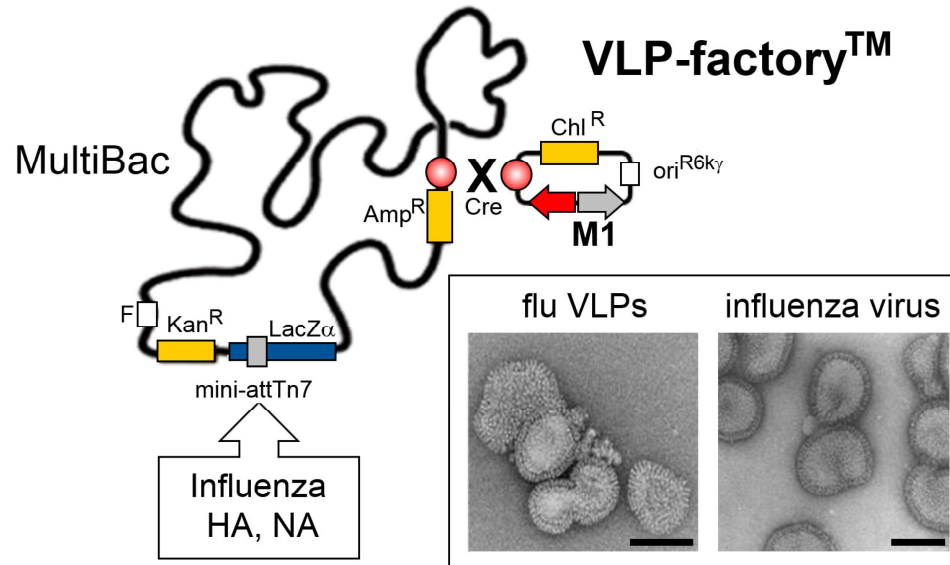 VLP-factory™
MultiBac
Chl R
ori R6kγ
X
Cre
M1
Amp R
F
Kan R
LacZα
mini-attTn7
Influenza
HA, NA
flu VLPs
influenza virus